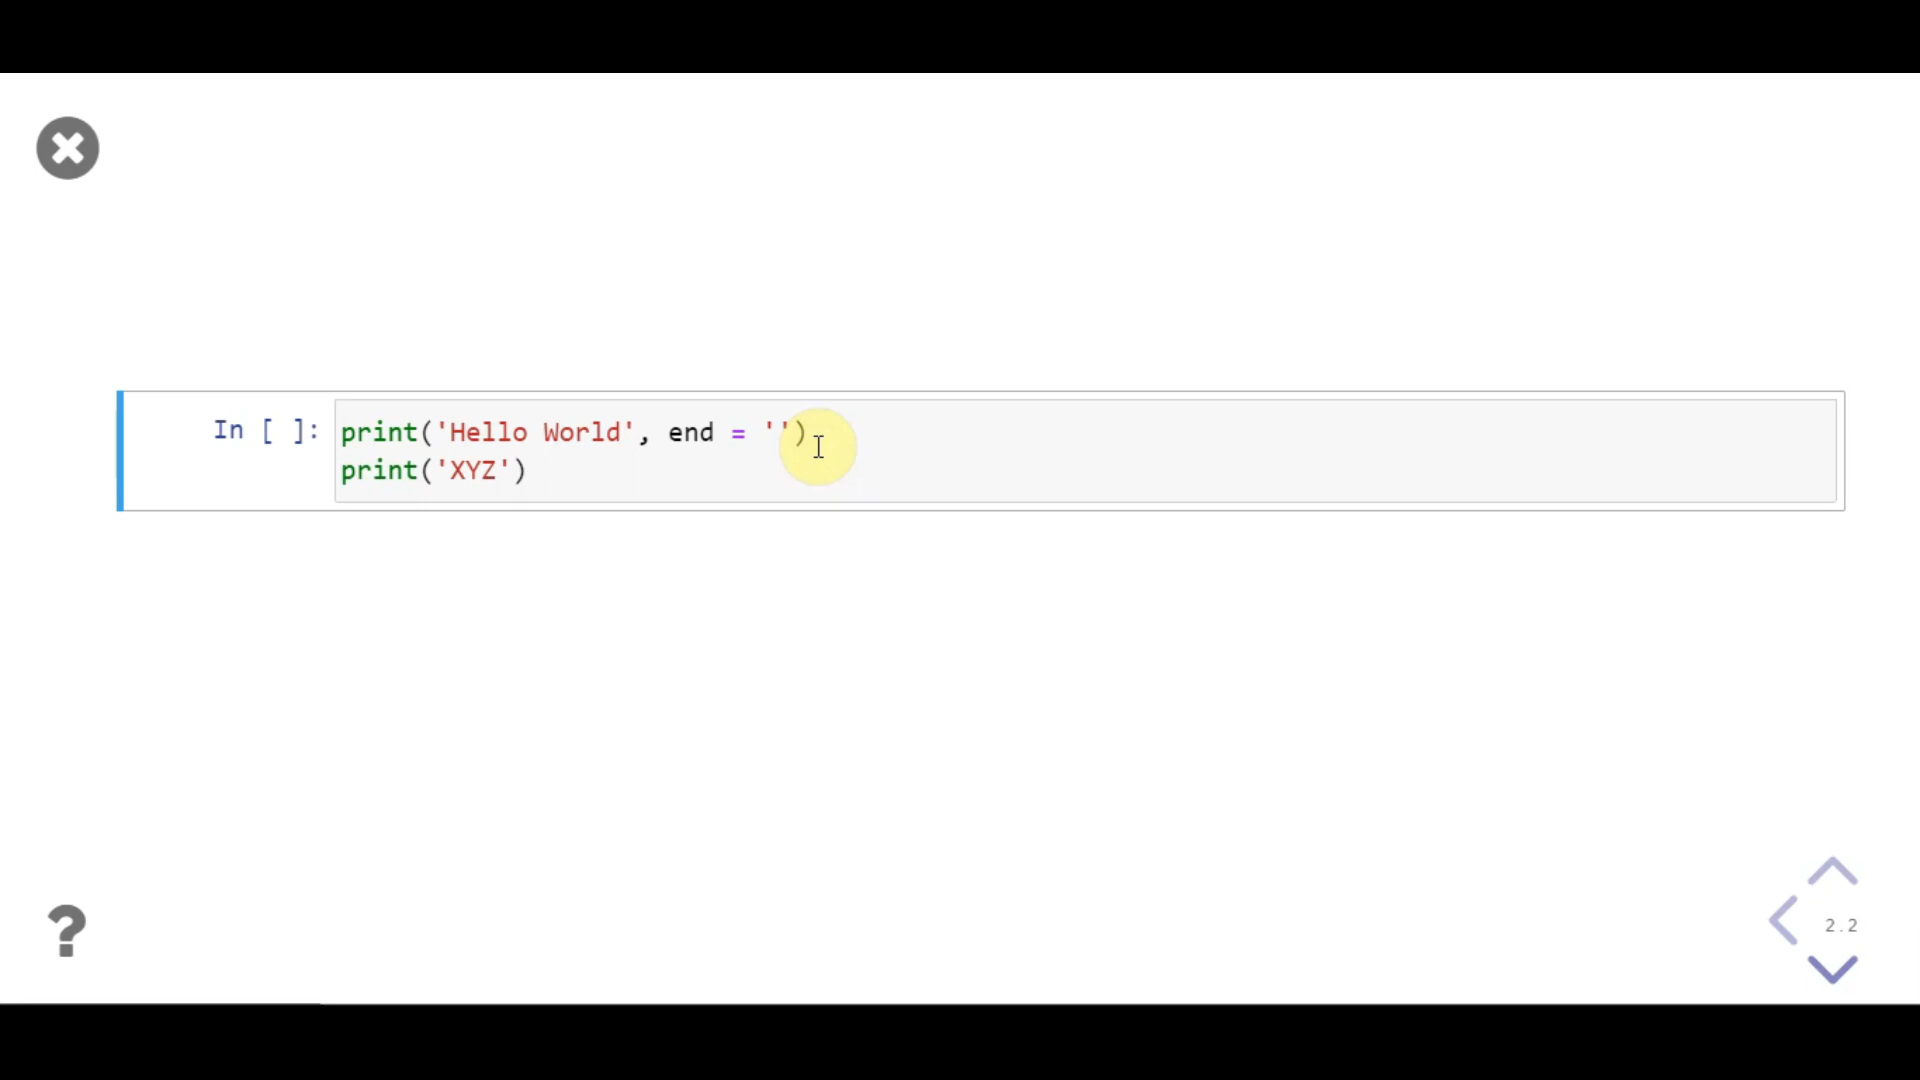 In [ ]: print('Hello World', end = '')
print('XYZ')
?
2.2